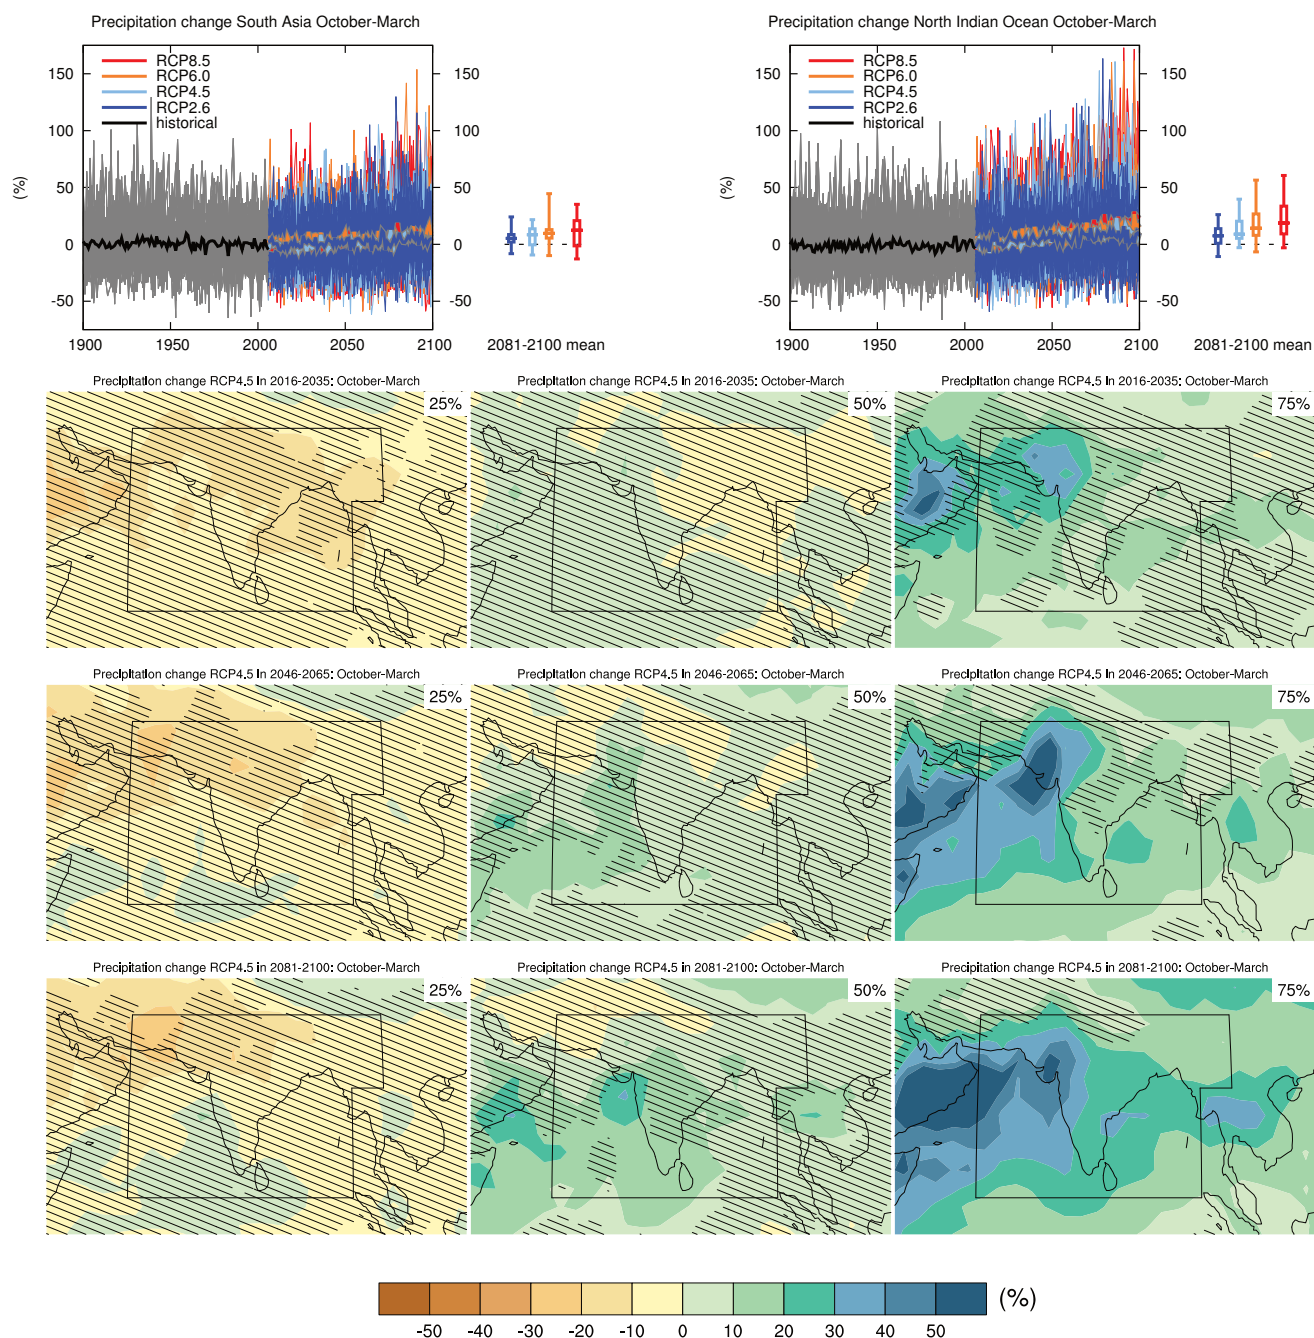 Precipitation change South Asia October-March
Precipitation change North Indian Ocean October-March
(%)
150
100
50
0
-50
RCP8.5
RCP6.0
RCP4.5
RCP2.6
historical
150
100
50
0
-50
1900 1950 2000 2050 2100
2081-2100 mean
(%)
150
100
50
0
-50
RCP8.5
RCP6.0
RCP4.5
RCP2.6
historical
150
100
50
0
-50
1900 1950 2000 2050 2100
2081-2100 mean
Precipitation change RCP4.5 in 2016-2035: October-March
25%
Precipitation change RCP4.5 in 2016-2035: October-March
50%
Precipitation change RCP4.5 in 2016-2035: October-March
75%
Precipitation change RCP4.5 in 2046-2065: October-March
25%
Precipitation change RCP4.5 in 2046-2065: October-March
50%
Precipitation change RCP4.5 in 2046-2065: October-March
75%
Precipitation change RCP4.5 in 2081-2100: October-March
25%
Precipitation change RCP4.5 in 2081-2100: October-March
50%
Precipitation change RCP4.5 in 2081-2100: October-March
75%
(%)
-50 -40 -30 -20 -10 0 10 20 30 40 50